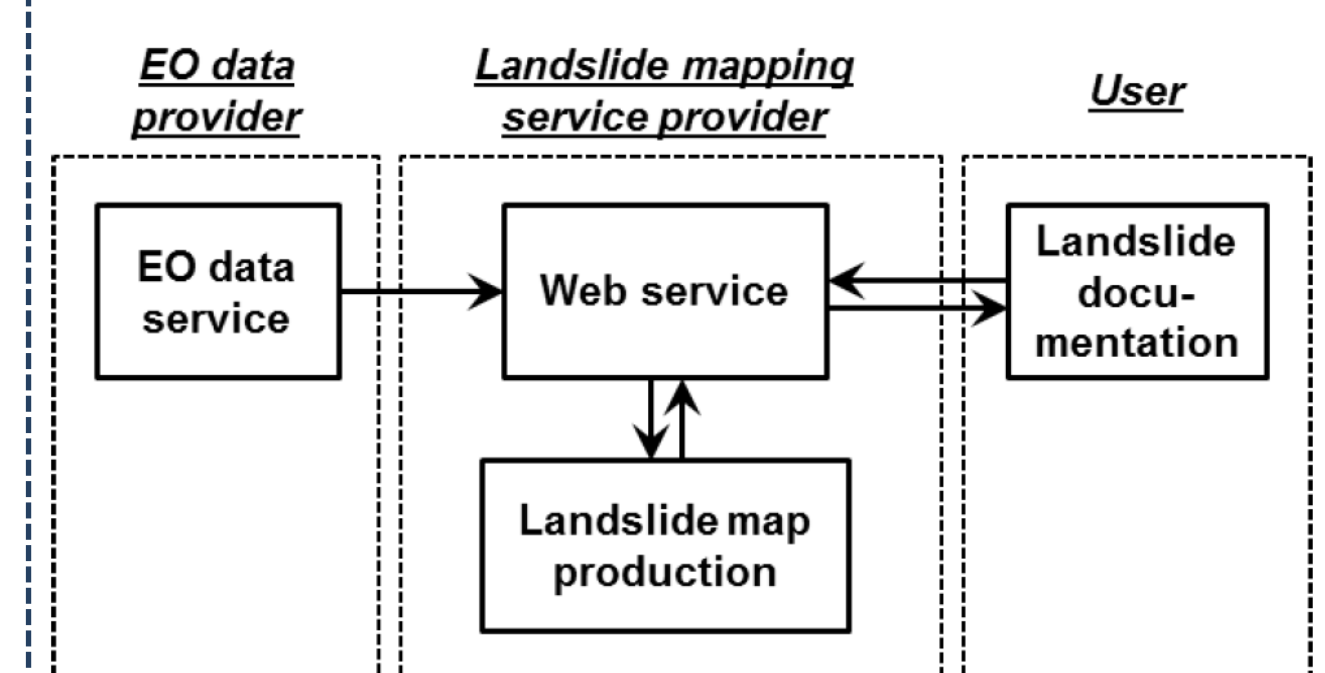 EO data
provider
Landslide mapping
service provider
User
EO data
service
Web service
Landslide
docu-
mentation
Landslide map
production